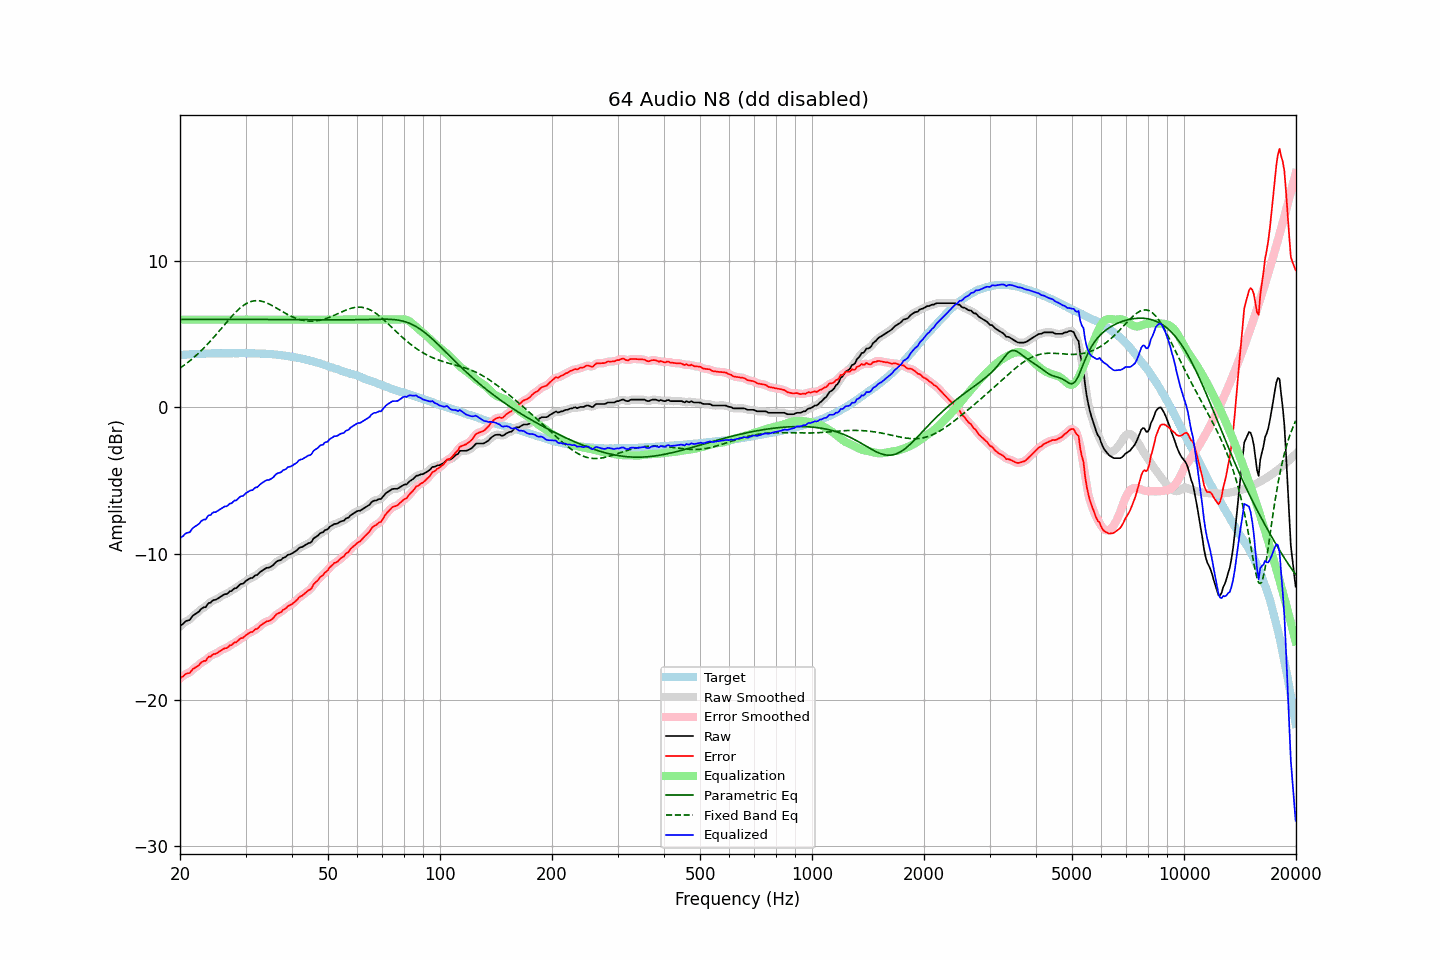 64 Audio N8 (dd disabled)
10
0
−10
−20
−30
Amplitude (dBr)
Target
Raw Smoothed
Error Smoothed
Raw
Error
Equalization
Parametric Eq
Fixed Band Eq
Equalized
20 50 100 200 500 1000 2000 5000 10000 20000
Frequency (Hz)